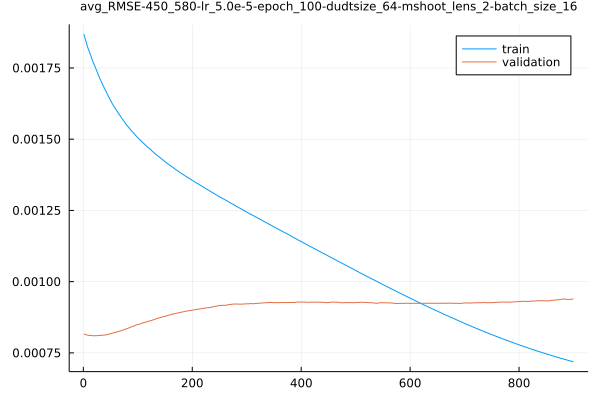 avg_RMSE-450_580-lr_5.0e-5-epoch_100-dudtsize_64-mshoot_lens_2-batch_size_16
train
validation
0.00175
0.00150
0.00125
0.00100
0.00075
0 200 400 600 800